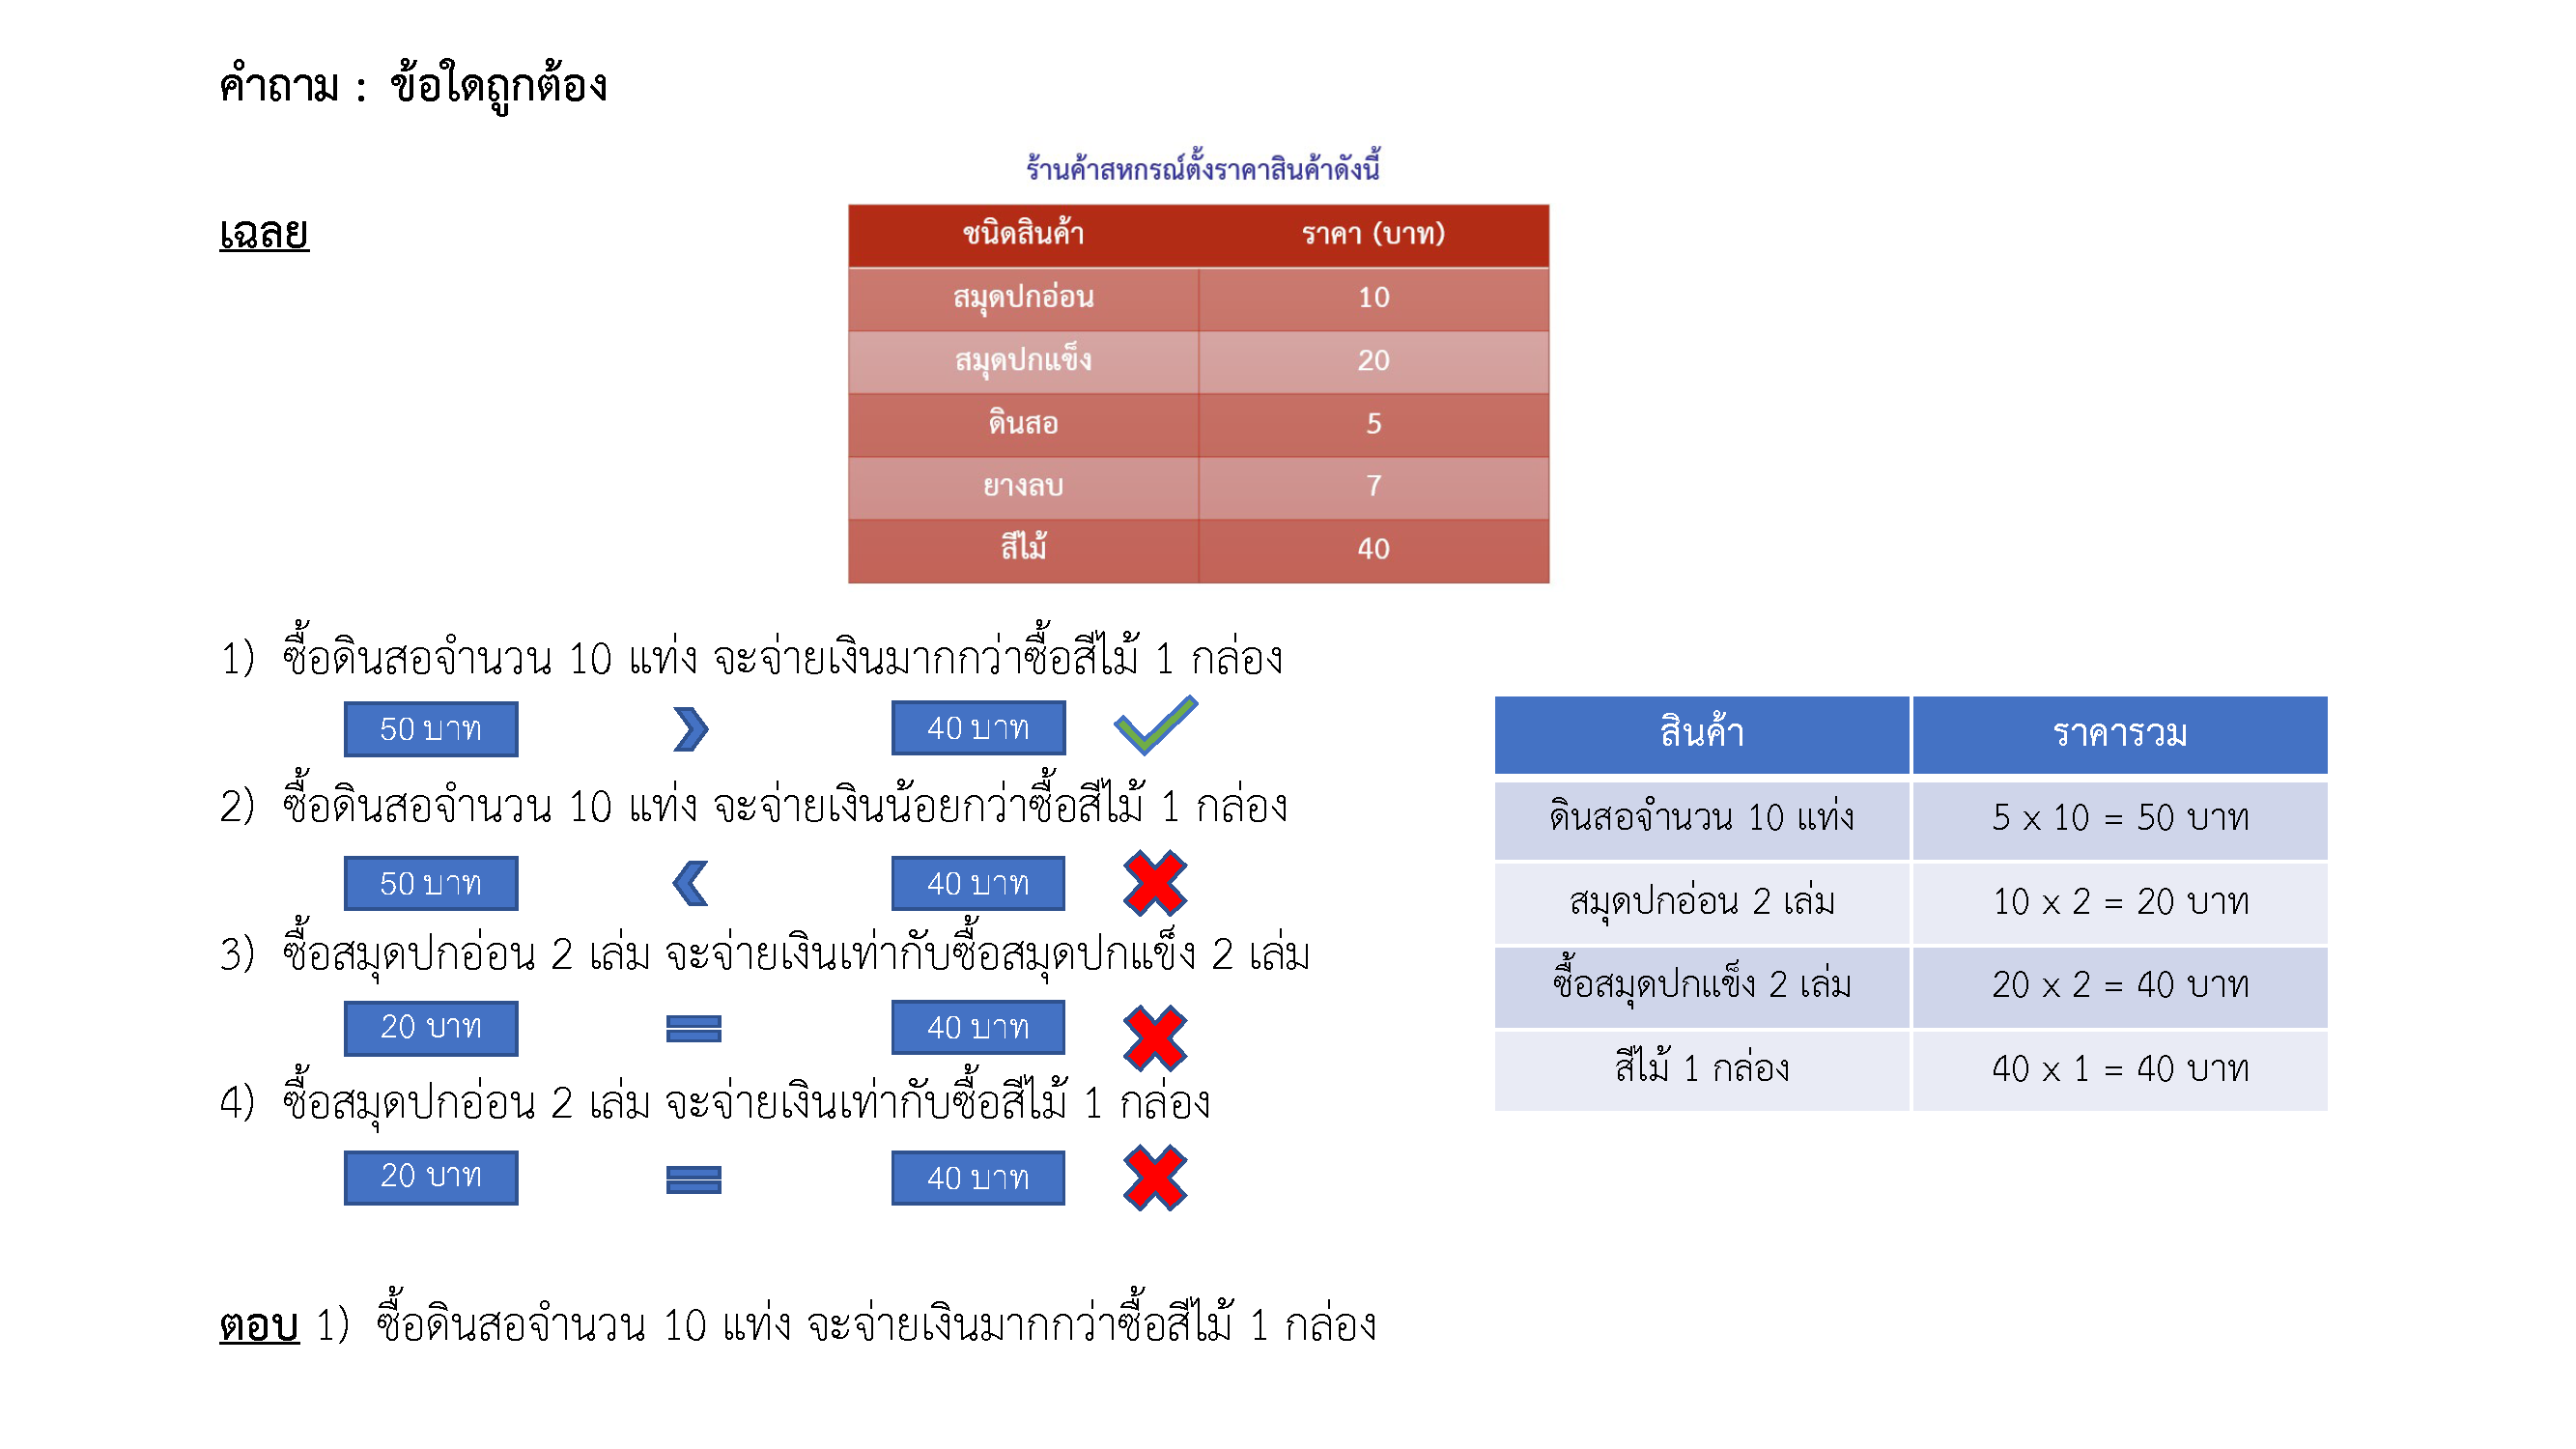 คำถาม : ข้อใดถูกต้อง
ร้านค้าสหกรณ์ตั้งราคาสินค้าดังนี้
เฉลย
ชนิดสินค้า ราคา (บาท)
สมุดปกอ่อน 10
สมุดปกแข็ง 20
ดินสอ 5
ยางลบ 7
สีไม้ 40
1) ซื้อดินสอจำนวน 10 แท่ง จะจ่ายเงินมากกว่าซื้อสีไม้ 1 กล่อง
50 บาท > 40 บาท
2) ซื้อดินสอจำนวน 10 แท่ง จะจ่ายเงินน้อยกว่าซื้อสีไม้ 1 กล่อง
50 บาท < 40 บาท
3) ซื้อสมุดปกอ่อน 2 เล่ม จะจ่ายเงินเท่ากับซื้อสมุดปกแข็ง 2 เล่ม
20 บาท = 40 บาท
4) ซื้อสมุดปกอ่อน 2 เล่ม จะจ่ายเงินเท่ากับซื้อสีไม้ 1 กล่อง
20 บาท = 40 บาท
สินค้า ราคารวม
ดินสอจำนวน 10 แท่ง 5 x 10 = 50 บาท
สมุดปกอ่อน 2 เล่ม 10 x 2 = 20 บาท
ซื้อสมุดปกแข็ง 2 เล่ม 20 x 2 = 40 บาท
สีไม้ 1 กล่อง 40 x 1 = 40 บาท
ตอบ 1) ซื้อดินสอจำนวน 10 แท่ง จะจ่ายเงินมากกว่าซื้อสีไม้ 1 กล่อง